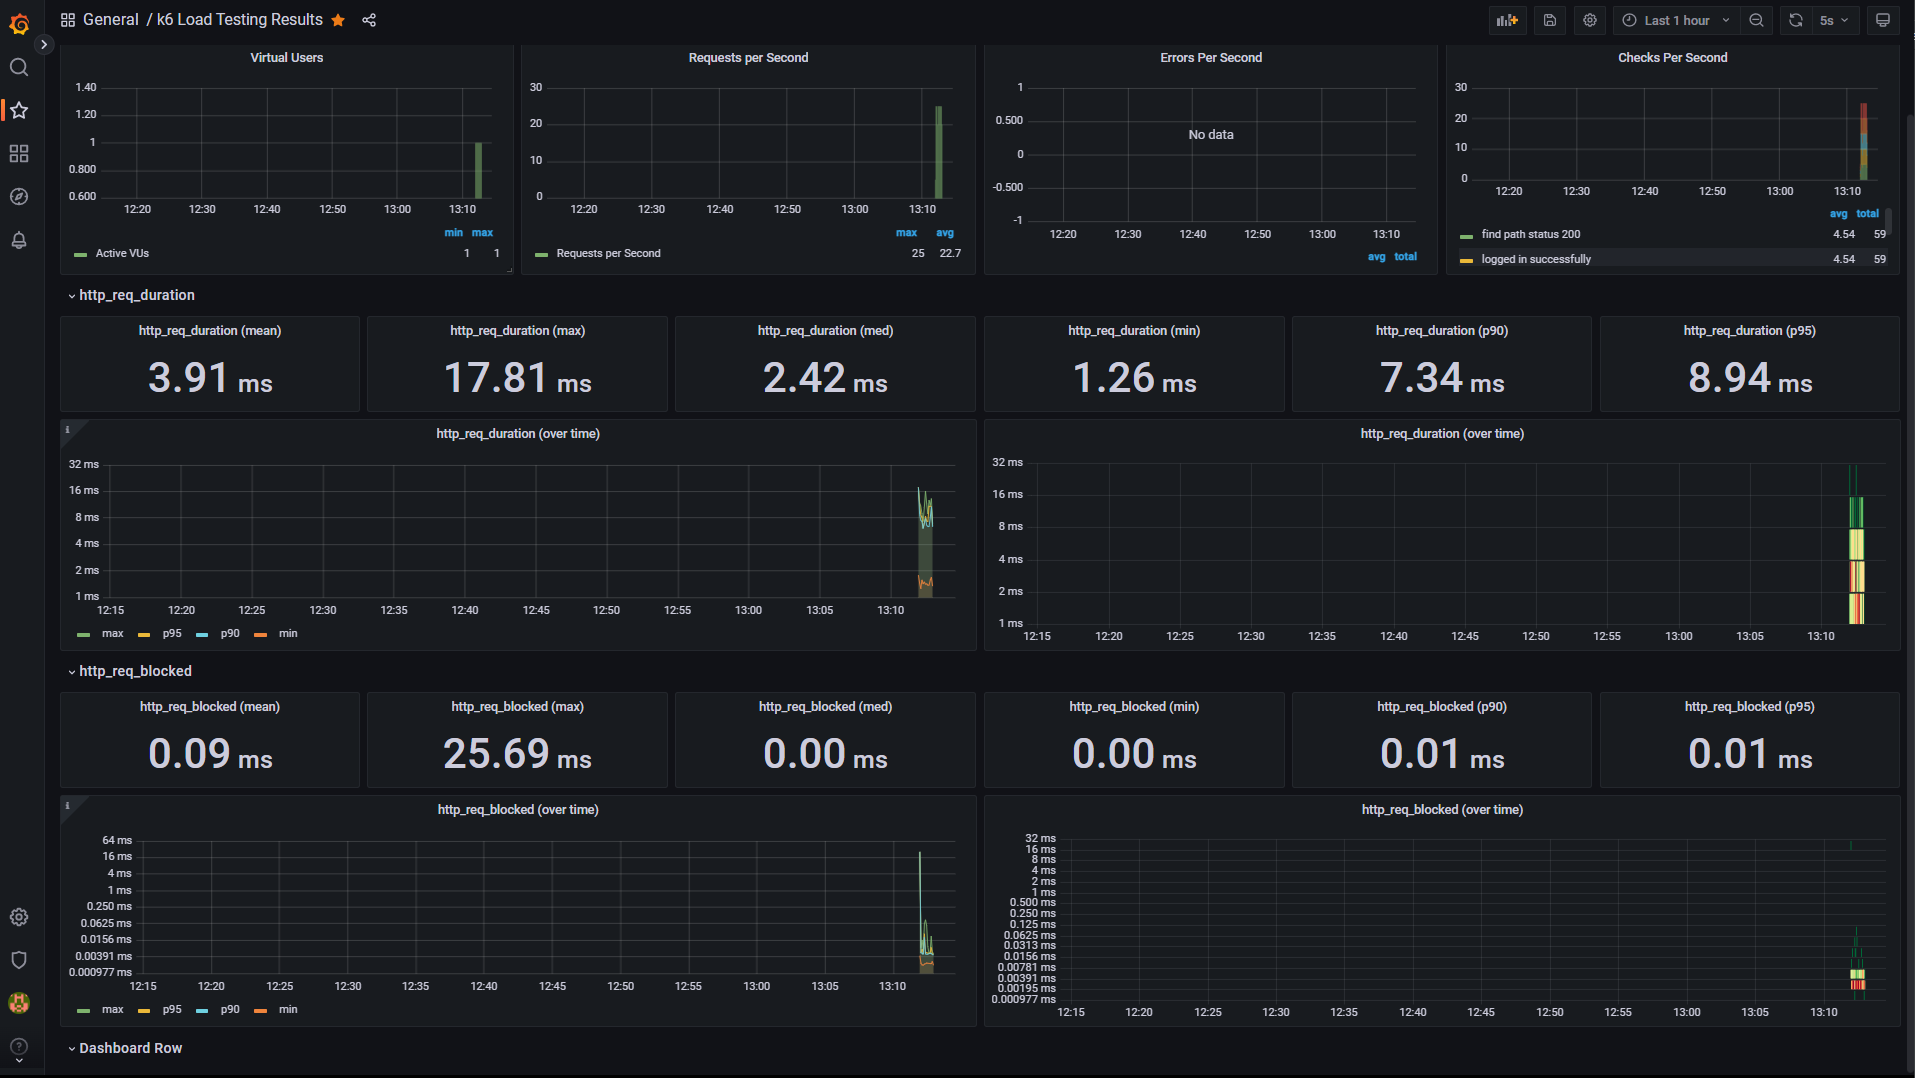 General / k6 Load Testing Results
Last 1 hour
5s
Virtual Users
1.40
1.20
1
0.800
0.600
12:20 12:30 12:40 12:50 13:00 13:10
min max
Active VUs 1 1
Requests per Second
30
20
10
0
12:20 12:30 12:40 12:50 13:00 13:10
max avg
Requests per Second 25 22.7
Errors Per Second
1
0.500
0
-0.500
-1
No data
12:20 12:30 12:40 12:50 13:00 13:10
avg total
Checks Per Second
30
20
10
0
12:20 12:30 12:40 12:50 13:00 13:10
avg total
find path status 200 4.54 59
logged in successfully 4.54 59
http_req_duration
http_req_duration (mean)
3.91 ms
http_req_duration (max)
17.81 ms
http_req_duration (med)
2.42 ms
http_req_duration (min)
1.26 ms
http_req_duration (p90)
7.34 ms
http_req_duration (p95)
8.94 ms
i
http_req_duration (over time)
32 ms
16 ms
8 ms
4 ms
2 ms
1 ms
12:15 12:20 12:25 12:30 12:35 12:40 12:45 12:50 12:55 13:00 13:05 13:10
max p95 p90 min
http_req_duration (over time)
32 ms
16 ms
8 ms
4 ms
2 ms
1 ms
12:15 12:20 12:25 12:30 12:35 12:40 12:45 12:50 12:55 13:00 13:05 13:10
http_req_blocked
http_req_blocked (mean)
0.09 ms
http_req_blocked (max)
25.69 ms
http_req_blocked (med)
0.00 ms
http_req_blocked (min)
0.00 ms
http_req_blocked (p90)
0.01 ms
http_req_blocked (p95)
0.01 ms
i
http_req_blocked (over time)
64 ms
16 ms
4 ms
1 ms
0.250 ms
0.0625 ms
0.0156 ms
0.00391 ms
0.000977 ms
12:15 12:20 12:25 12:30 12:35 12:40 12:45 12:50 12:55 13:00 13:05 13:10
max p95 p90 min
http_req_blocked (over time)
32 ms
16 ms
8 ms
4 ms
2 ms
1 ms
0.500 ms
0.250 ms
0.125 ms
0.0625 ms
0.0313 ms
0.0156 ms
0.00781 ms
0.00391 ms
0.00195 ms
0.000977 ms
12:15 12:20 12:25 12:30 12:35 12:40 12:45 12:50 12:55 13:00 13:05 13:10
Dashboard Row